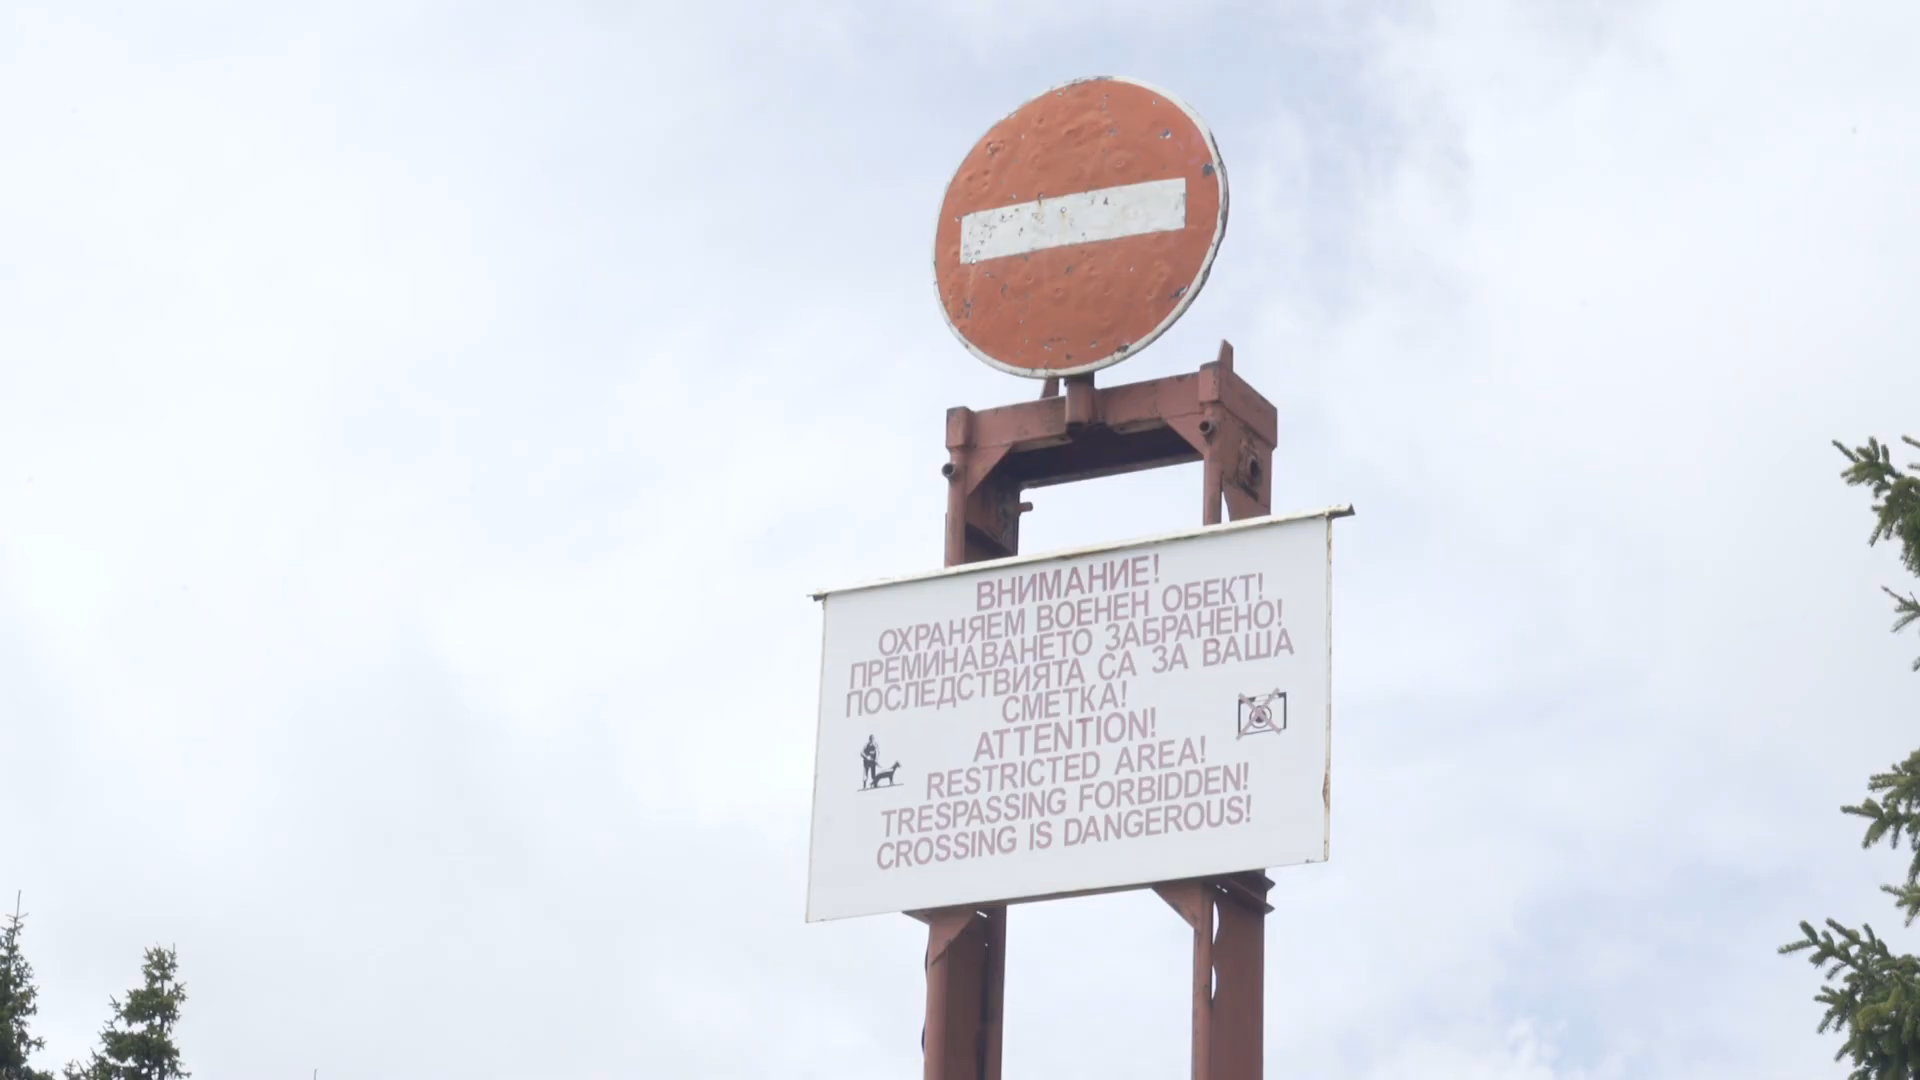 ВНИМАНИЕ!
ОХРАНЯЕМ ВОЕНЕН ОБЕКТ!
ПРЕМИНАВАНЕТО ЗАБРАНЕНО!
ПОСЛЕДСТВИЯТА СА ЗА ВАША
СМЕТКА!
ATTENTION!
RESTRICTED AREA!
TRESPASSING FORBIDDEN!
CROSSING IS DANGEROUS!